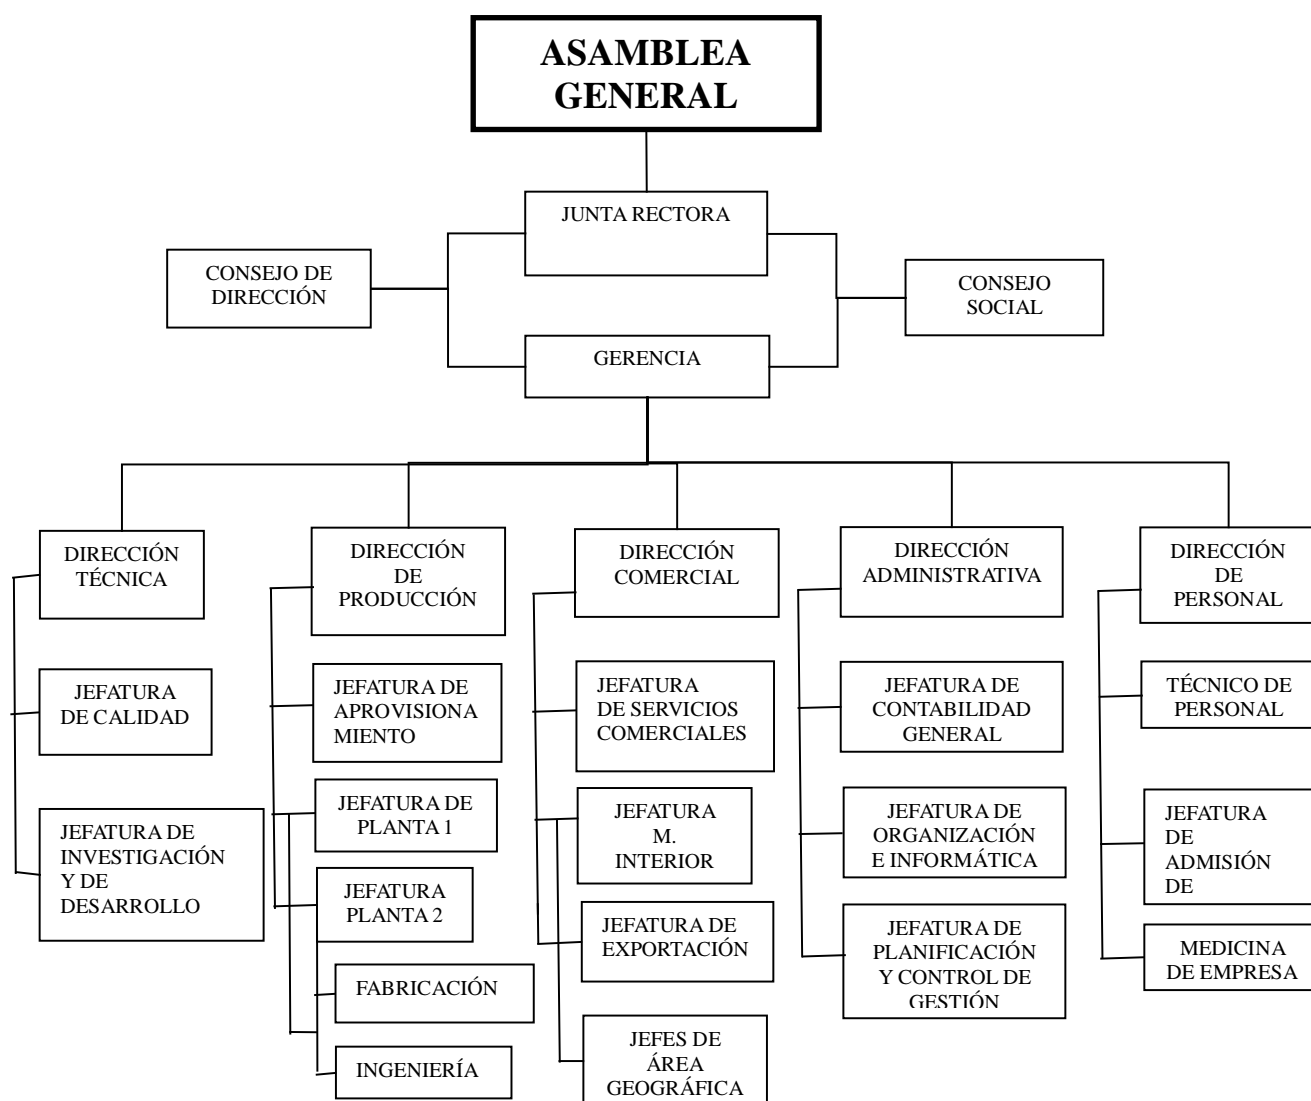 ASAMBLEA
GENERAL
JUNTA RECTORA
CONSEJO DE
DIRECCIÓN
CONSEJO
SOCIAL
GERENCIA
DIRECCIÓN
TÉCNICA
JEFATURA
DE CALIDAD
JEFATURA DE
INVESTIGACIÓN
Y DE
DESARROLLO
DIRECCIÓN
DE
PRODUCCIÓN
JEFATURA DE
APROVISIONA
MIENTO
JEFATURA DE
PLANTA 1
JEFATURA
PLANTA 2
FABRICACIÓN
INGENIERÍA
DIRECCIÓN
COMERCIAL
JEFATURA
DE SERVICIOS
COMERCIALES
JEFATURA
M.
INTERIOR
JEFATURA DE
EXPORTACIÓN
JEFES DE
ÁREA
GEOGRÁFICA
DIRECCIÓN
ADMINISTRATIVA
JEFATURA DE
CONTABILIDAD
GENERAL
JEFATURA DE
ORGANIZACIÓN
E INFORMÁTICA
JEFATURA DE
PLANIFICACIÓN
Y CONTROL DE
GESTIÓN
DIRECCIÓN
DE
PERSONAL
TÉCNICO DE
PERSONAL
JEFATURA
DE
ADMISIÓN
DE
MEDICINA
DE EMPRESA